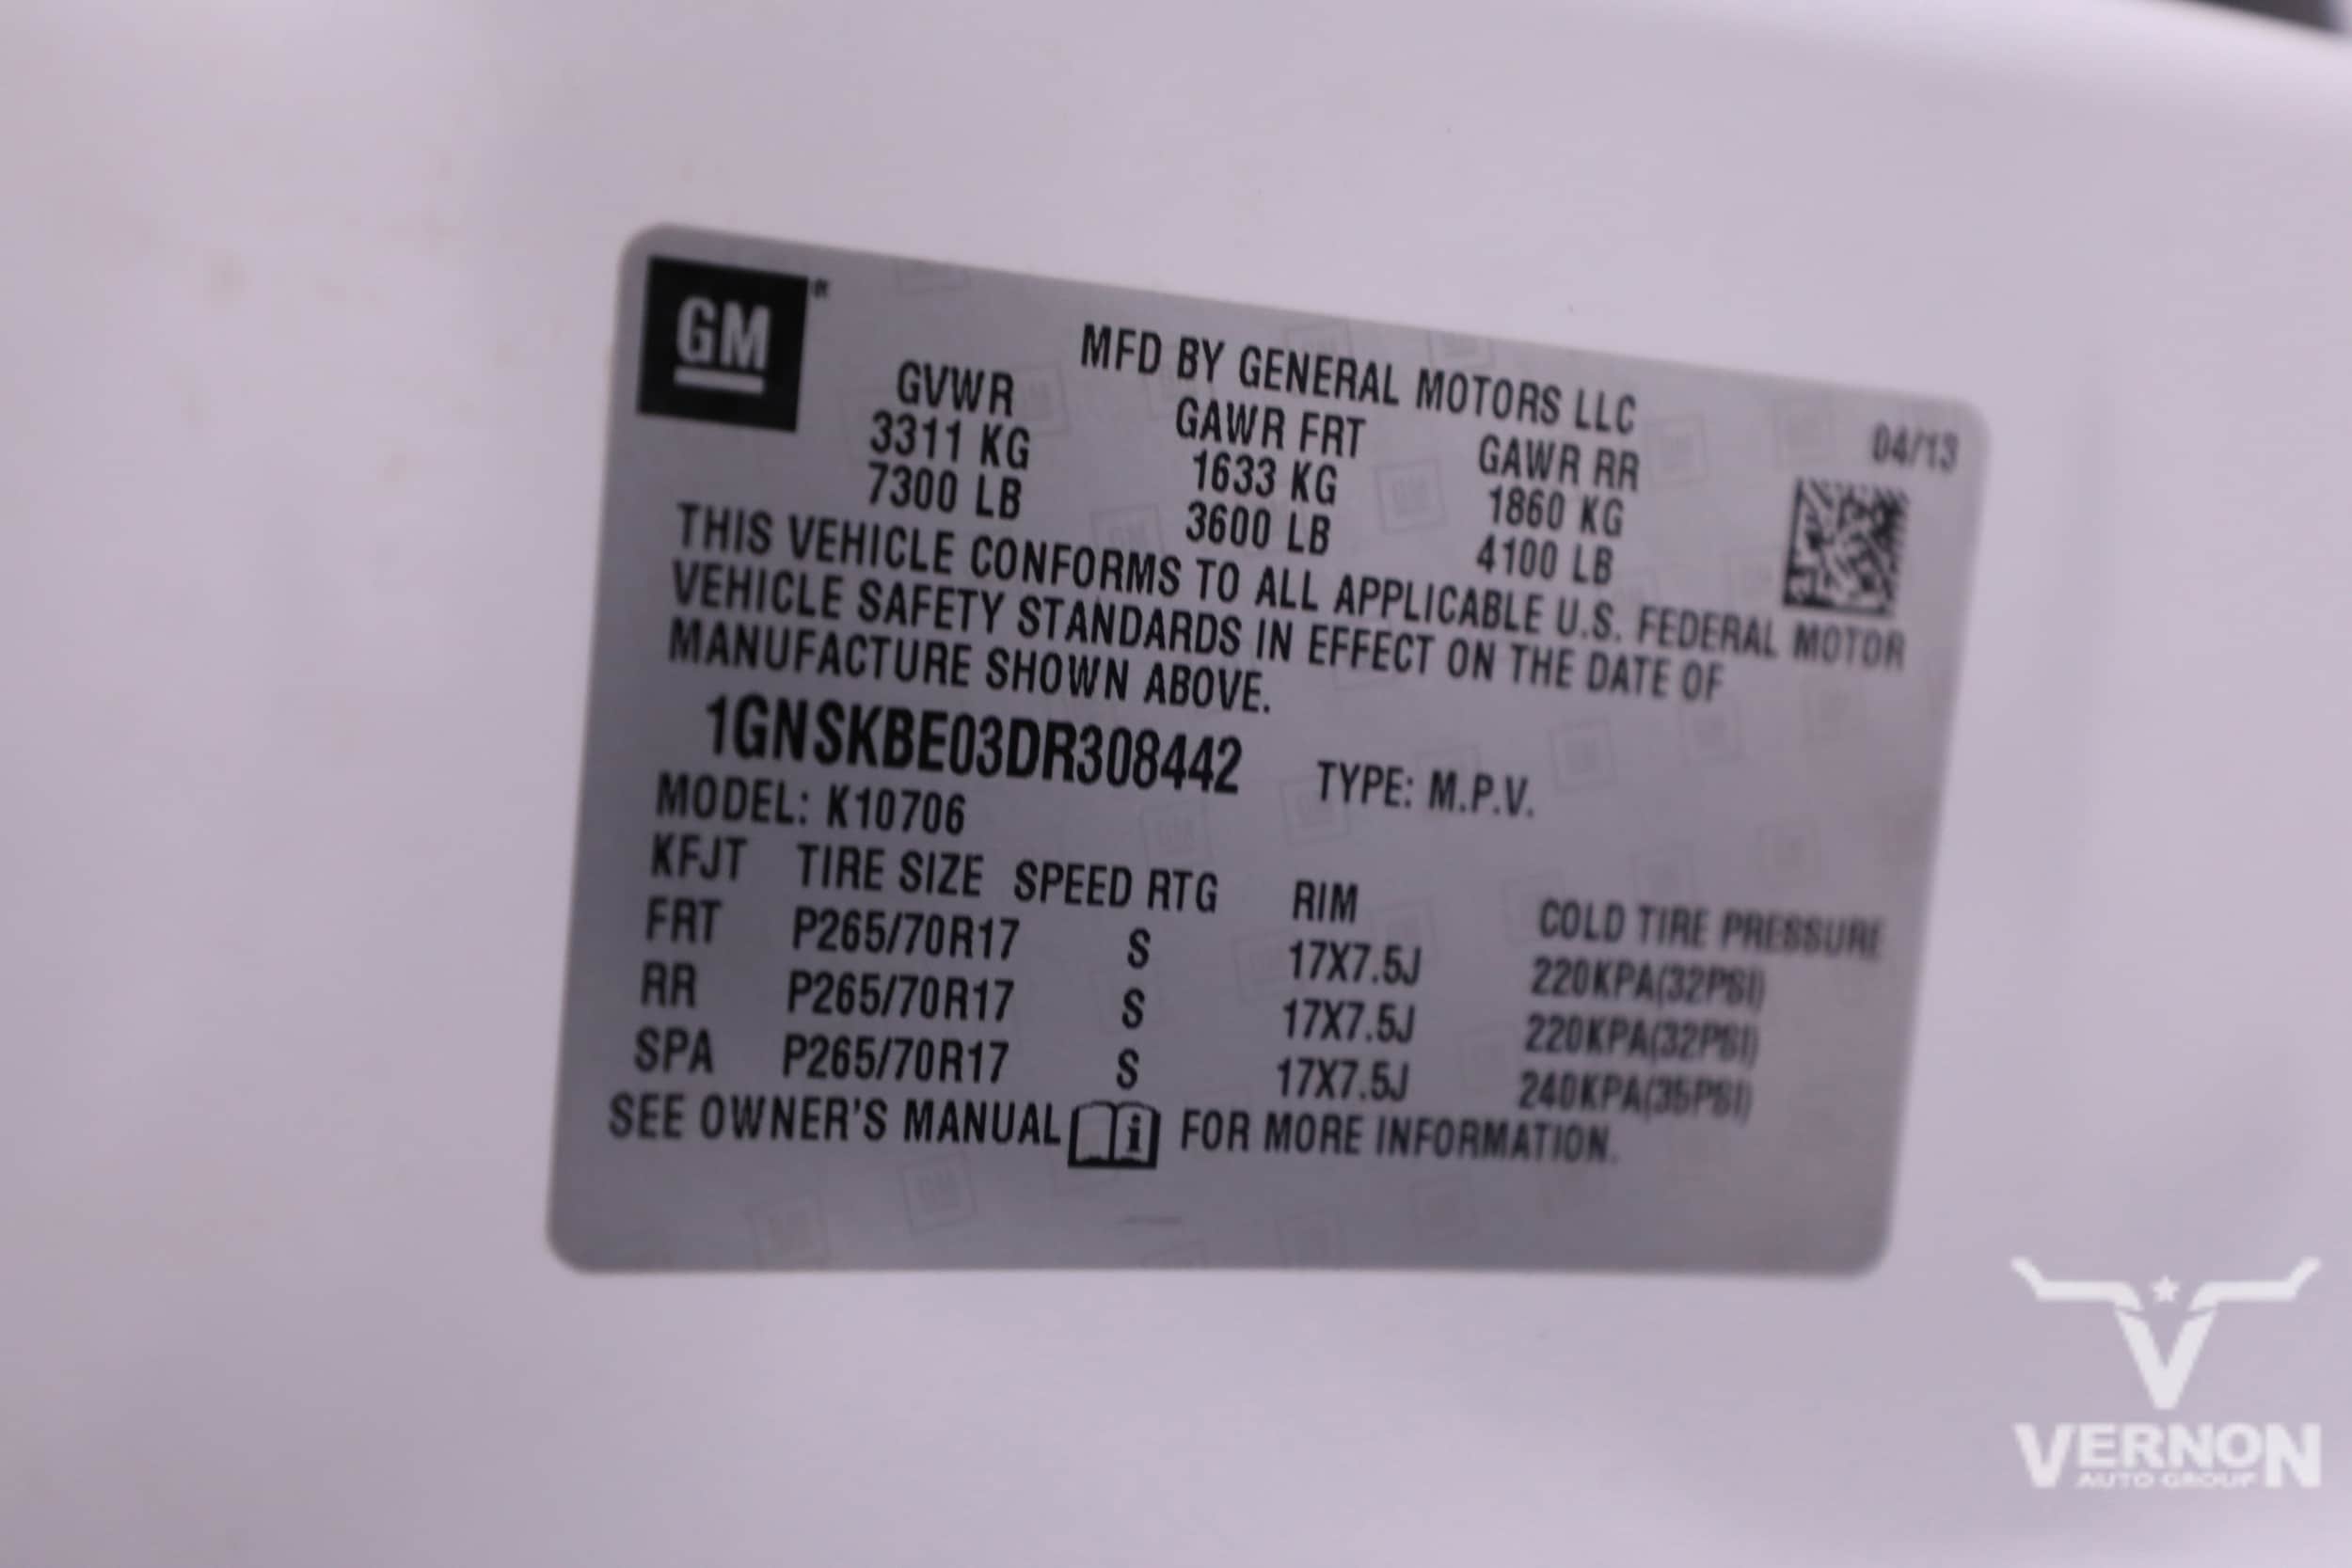 GM
MFD BY GENERAL MOTORS LLC
04/13
GVWR GAWR FRT GAWR RR
3311 KG 1633 KG 1860 KG
7300 LB 3600 LB 4100 LB
THIS VEHICLE CONFORMS TO ALL APPLICABLE U.S. FEDERAL MOTOR
VEHICLE SAFETY STANDARDS IN EFFECT ON THE DATE OF
MANUFACTURE SHOWN ABOVE.
1GNSKBE03DR308442 TYPE: M.P.V.
MODEL: K10706
KFJT TIRE SIZE SPEED RTG RIM COLD TIRE PRESSURE
FRT P265/70R17 S 17X7.5J 220KPA(32PSI)
RR P265/70R17 S 17X7.5J 220KPA(32PSI)
SPA P265/70R17 S 17X7.5J 240KPA(35PSI)
SEE OWNER'S MANUAL i FOR MORE INFORMATION.
V
VERNON
AUTO GROUP